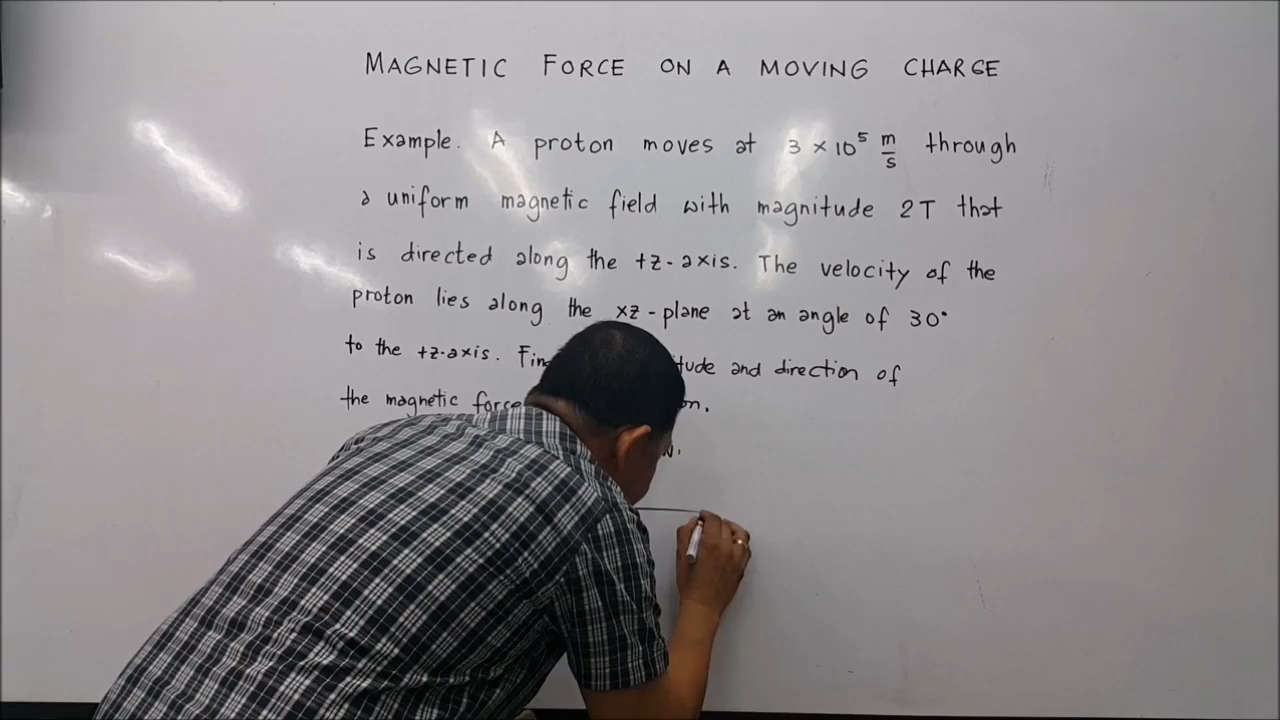 MAGNETIC FORCE ON A MOVING CHARGE
Example. A proton moves at 3 × 10⁵ m/s through
a uniform magnetic field with magnitude 2T that
is directed along the +z-axis. The velocity of the
proton lies along the xz-plane at an angle of 30°
to the +z-axis. Fin tude and direction of
the magnetic force on.